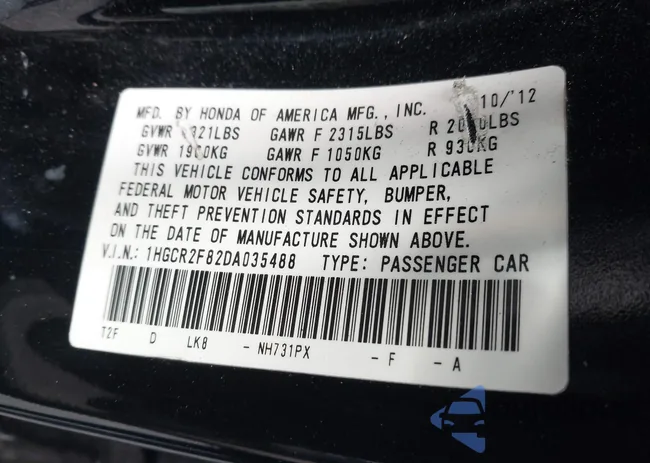 MFD. BY HONDA OF AMERICA MFG., INC. 10/'12
GVWR LBS GAWR F 2315LBS R
GVWR GAWR F 1050KG R 930KG
THIS VEHICLE CONFORMS TO ALL APPLICABLE
FEDERAL MOTOR VEHICLE SAFETY, BUMPER,
AND THEFT PREVENTION STANDARDS IN EFFECT
ON THE DATE OF MANUFACTURE SHOWN ABOVE.
V.I.N.: 1HGCR2F82DA035488 TYPE: PASSENGER CAR
T2F D LK8 - NH731PX - F - A